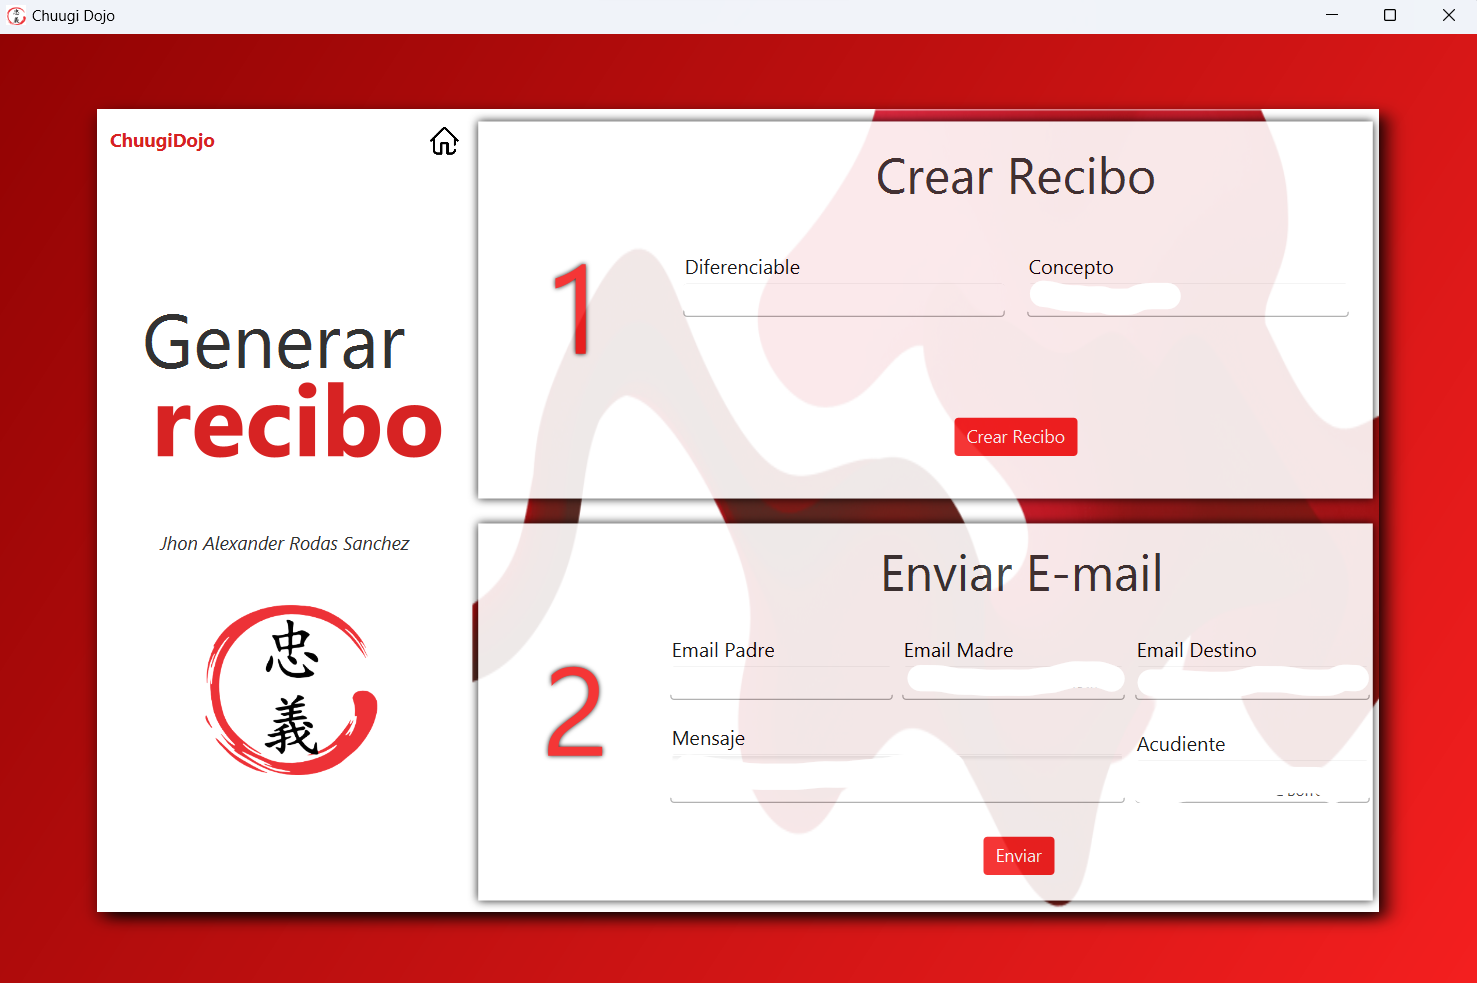 Chuugi Dojo
ChuugiDojo
Generar
recibo
Jhon Alexander Rodas Sanchez
忠
義
Crear Recibo
1
Diferenciable
Concepto
Crear Recibo
Enviar E-mail
2
Email Padre
Email Madre
Email Destino
Mensaje
Acudiente
Enviar